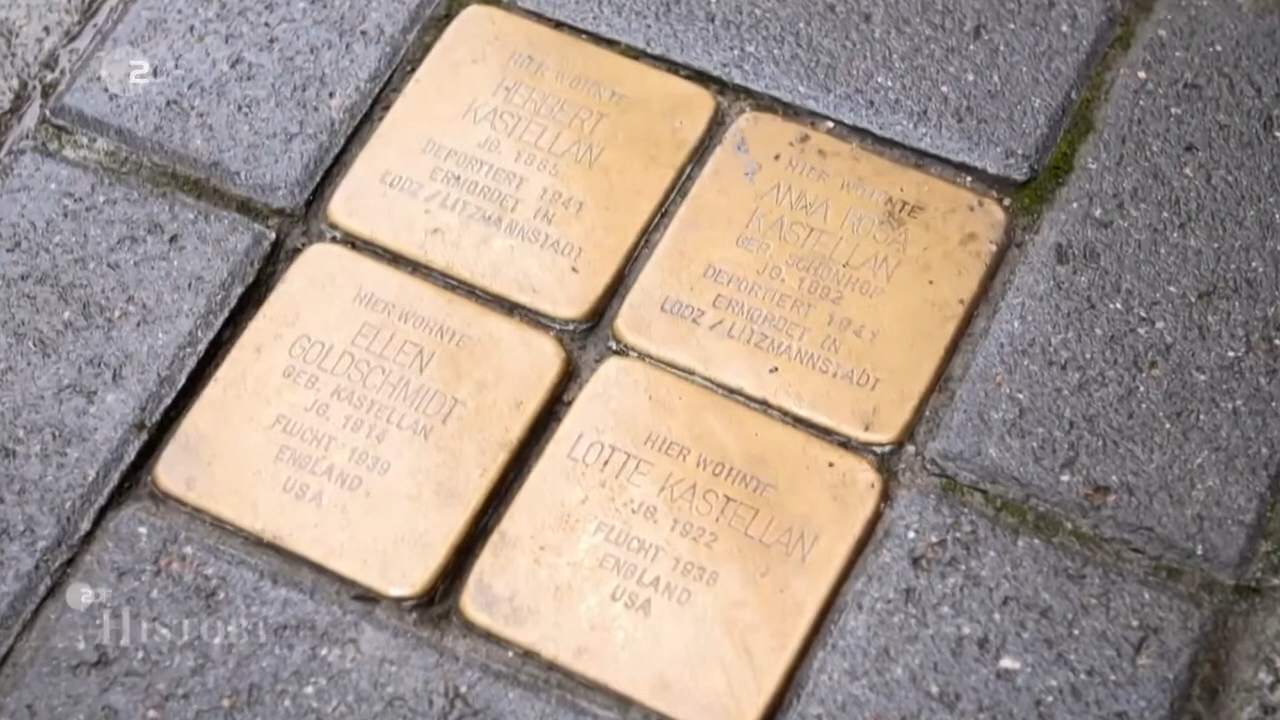 2
HIER WOHNTE
HERBERT
KASTELLAN
JG. 1885
DEPORTIERT 1941
ERMORDET IN
LODZ / LITZMANNSTADT
HIER WOHNTE
ANNA ROSA
KASTELLAN
GEB. SCHÖNHOF
JG. 1892
DEPORTIERT 1941
ERMORDET IN
LODZ / LITZMANNSTADT
HIER WOHNTE
ELLEN
GOLDSCHMIDT
GEB. KASTELLAN
JG. 1914
FLUCHT 1939
ENGLAND
USA
HIER WOHNTE
LOTTE KASTELLAN
JG. 1922
FLUCHT 1938
ENGLAND
USA
ZDF
HISTORY